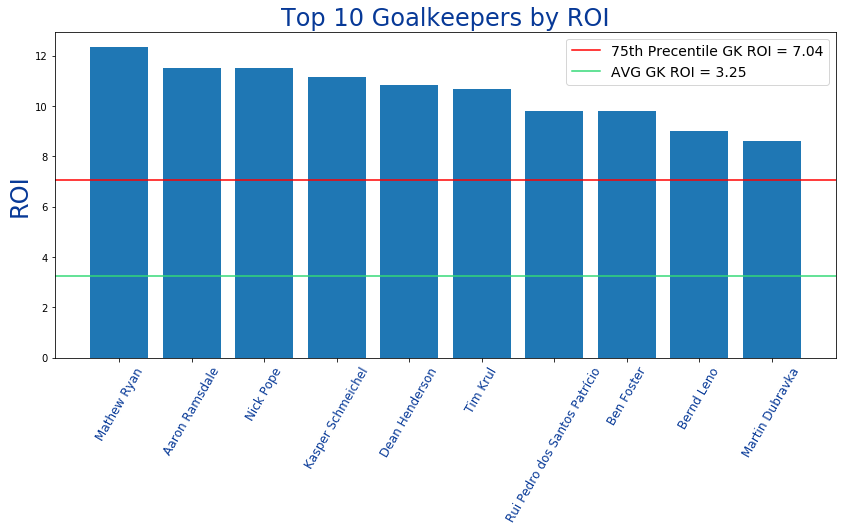 Top 10 Goalkeepers by ROI
75th Precentile GK ROI = 7.04
AVG GK ROI = 3.25
ROI
12
10
8
6
4
2
0
Mathew Ryan
Aaron Ramsdale
Nick Pope
Kasper Schmeichel
Dean Henderson
Tim Krul
Rui Pedro dos Santos Patrício
Ben Foster
Bernd Leno
Martin Dubravka